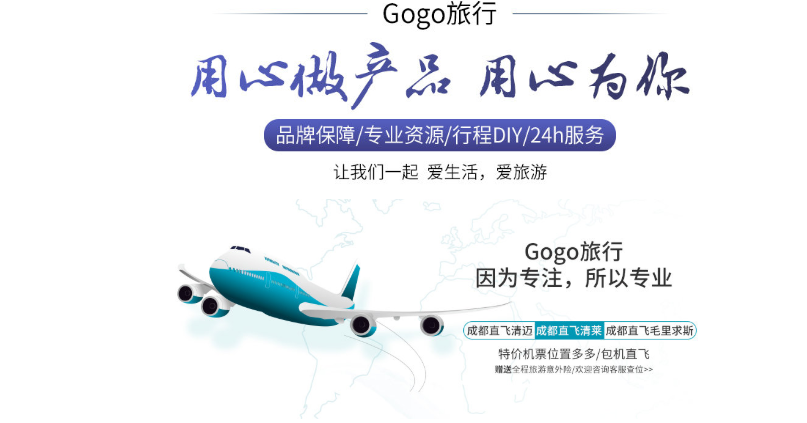 Gogo旅行
用心做产品 用心为你
品牌保障/专业资源/行程DIY/24h服务
让我们一起 爱生活，爱旅游
Gogo旅行
因为专注，所以专业
成都直飞清迈 成都直飞清莱 成都直飞毛里求斯
特价机票位置多多/包机直飞
赠送全程旅游意外险/欢迎咨询客服查位>>